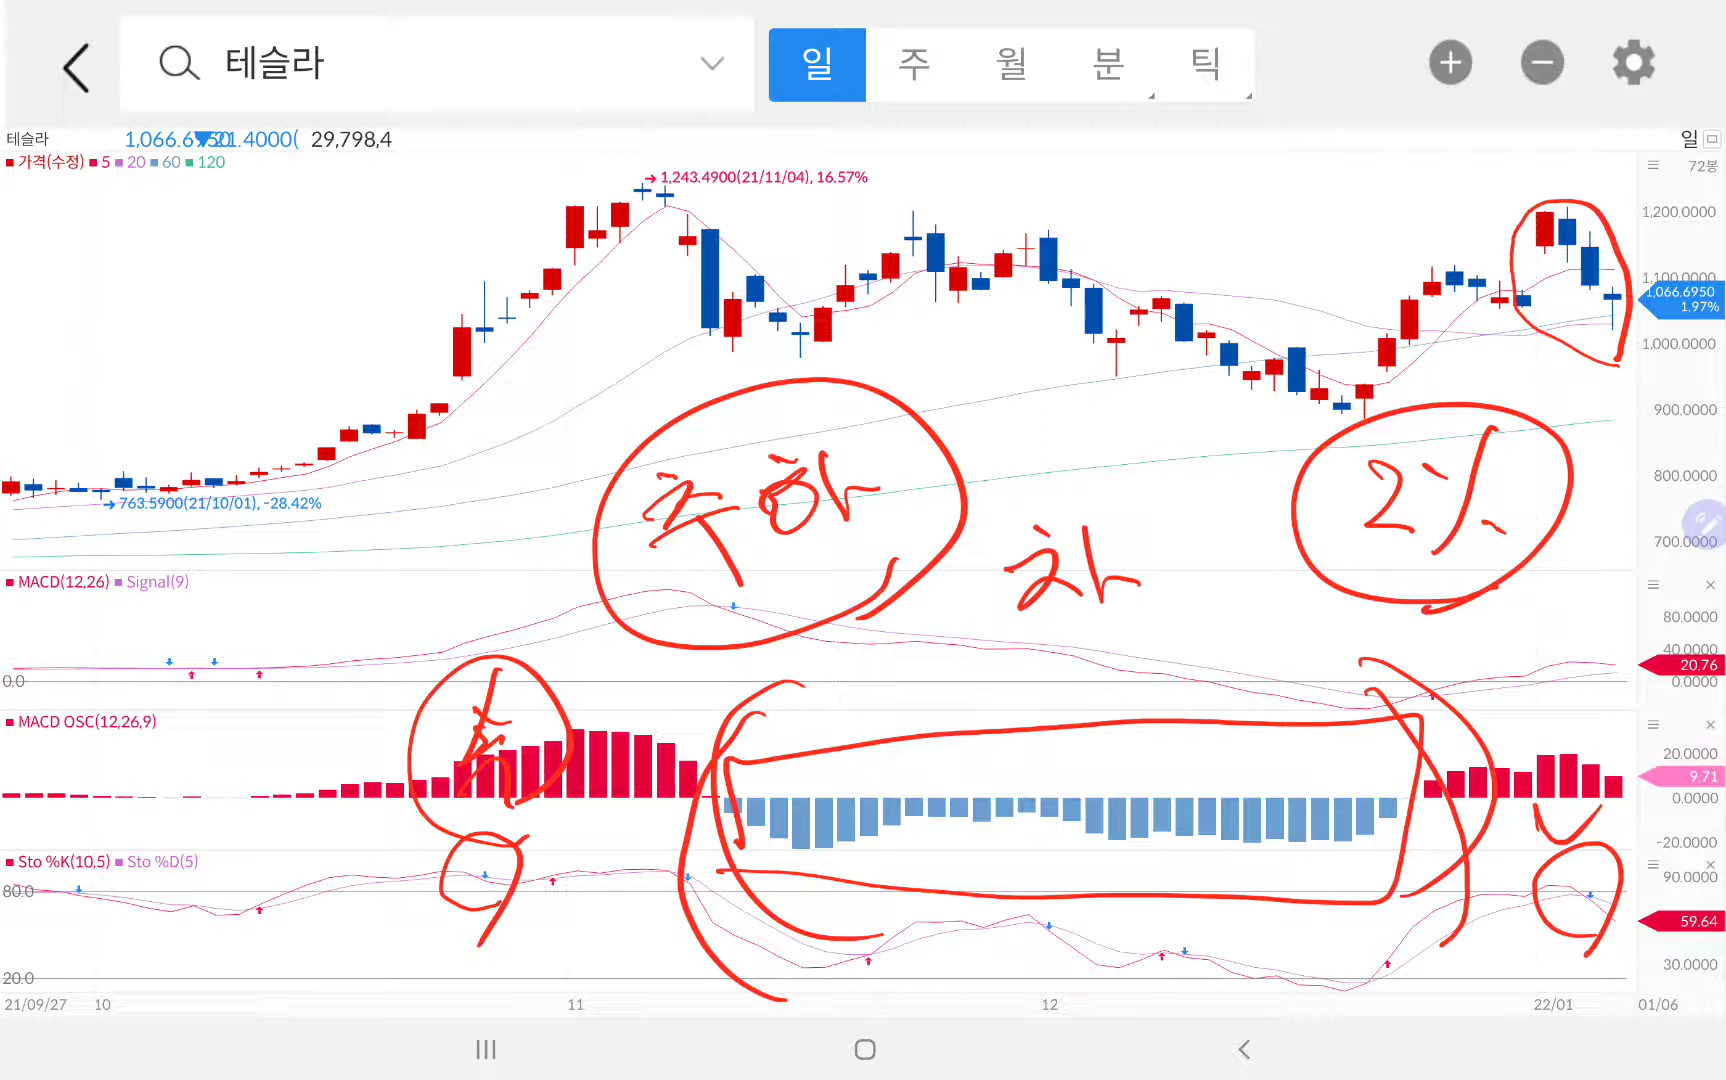 테슬라
일 주 월 분 틱
테슬라 1,066.6950 ▼21.4000( 29,798,4 일
가격(수정) 5 20 60 120 72봉
1,243.4900(21/11/04), 16.57%
1,200.0000
1,100.0000
1,066.6950
1.97%
1,000.0000
900.0000
800.0000
763.5900(21/10/01), -28.42%
700.0000
주 하
차
2%
MACD(12,26) Signal(9)
80.0000
40.0000
20.76
0.0 0.0000
MACD OSC(12,26,9)
20.0000
9.71
0.0000
-20.0000
Sto %K(10,5) Sto %D(5)
90.0000
80.0
59.64
20.0 30.0000
21/09/27 10 11 12 22/01 01/06